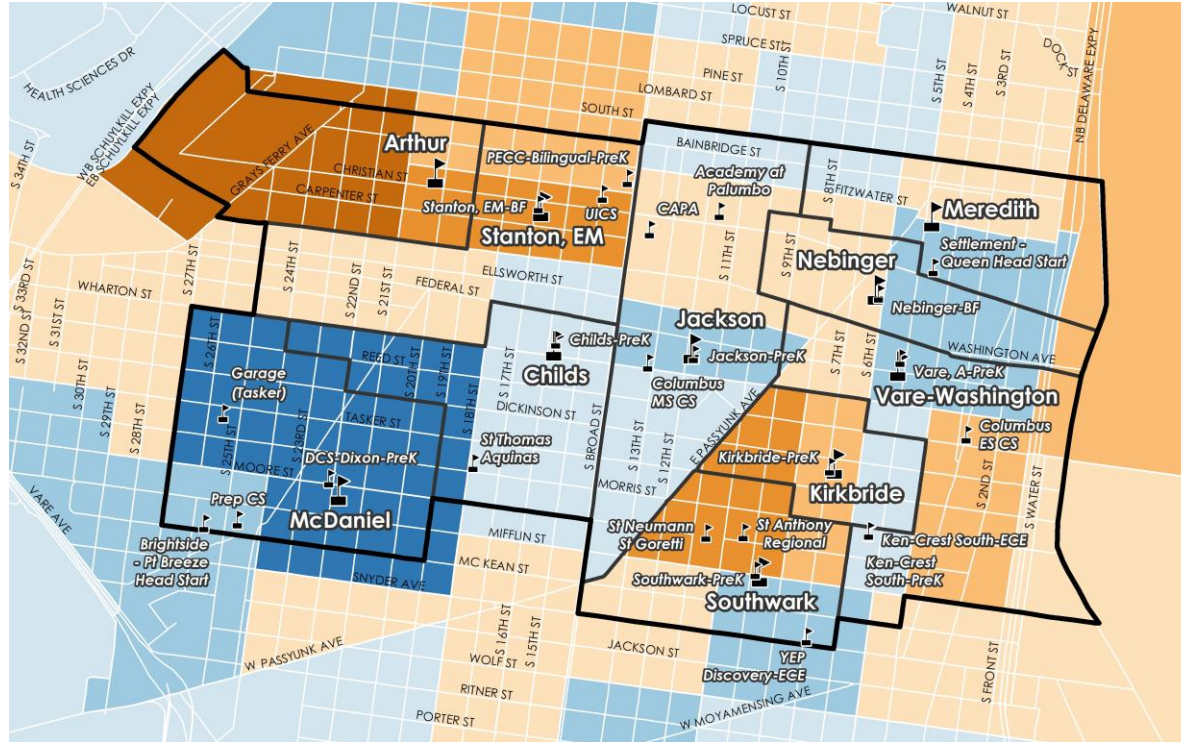 LOCUST ST
WALNUT ST
DOCK ST
SPRUCE ST
S 10TH ST
PINE ST
LOMBARD ST
SOUTH ST
S 5TH ST
S 4TH ST
S 3RD ST
NB DELAWARE EXPY
HEALTH SCIENCES DR
WB SCHUYLKILL EXPY
EB SCHUYLKILL EXPY
S 34TH ST
GRAYS FERRY AVE
Arthur
CHRISTIAN ST
CARPENTER ST
PECC-Bilingual-PreK
Stanton, EM-BF
UICS
Stanton, EM
BAINBRIDGE ST
Academy at
Palumbo
CAPA
S 8TH ST
FITZWATER ST
Meredith
Settlement -
Queen Head Start
Nebinger
Nebinger-BF
S 11TH ST
S 9TH ST
ELLSWORTH ST
FEDERAL ST
S 27TH ST
S 24TH ST
S 22ND ST
S 21ST ST
WHARTON ST
S 33RD ST
S 32ND ST
S 31ST ST
S 30TH ST
S 29TH ST
S 28TH ST
S 26TH ST
REED ST
S 20TH ST
S 19TH ST
S 17TH ST
Childs-PreK
Childs
Jackson
Jackson-PreK
Columbus
MS CS
S 7TH ST
S 6TH ST
WASHINGTON AVE
Vare, A-PreK
Vare-Washington
Columbus
ES CS
Garage
(Tasker)
TASKER ST
S 18TH ST
DICKINSON ST
S BROAD ST
S 13TH ST
S 12TH ST
E PASSYUNK AVE
St Thomas
Aquinas
S 25TH ST
S 23RD ST
MOORE ST
DCS-Dixon-PreK
McDaniel
Prep CS
Brightside
- Pt Breeze
Head Start
VARE AVE
MORRIS ST
Kirkbride-PreK
Kirkbride
S 2ND ST
S WATER ST
MIFFLIN ST
St Neumann
St Goretti
St Anthony
Regional
Ken-Crest South-ECE
Ken-Crest
South-PreK
MC KEAN ST
SNYDER AVE
Southwark-PreK
Southwark
S 16TH ST
S 15TH ST
JACKSON ST
YEP
Discovery-ECE
W PASSYUNK AVE
WOLF ST
RITNER ST
PORTER ST
S FRONT ST
W MOYAMENSING AVE